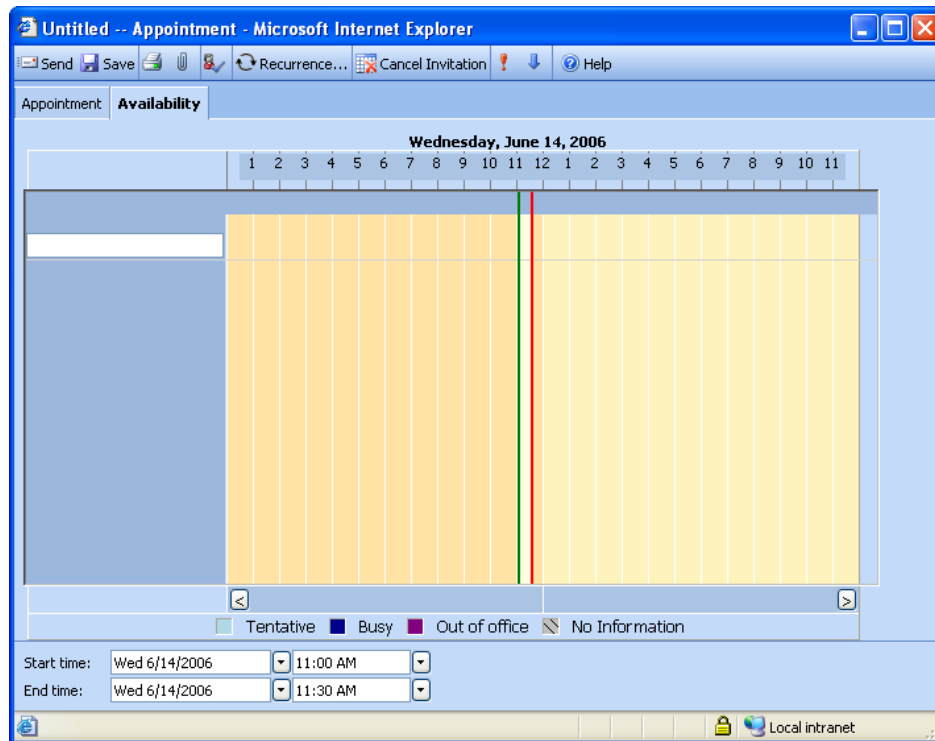 Untitled -- Appointment - Microsoft Internet Explorer
Send Save Recurrence... Cancel Invitation Help
Appointment Availability
Wednesday, June 14, 2006
1 2 3 4 5 6 7 8 9 10 11 12 1 2 3 4 5 6 7 8 9 10 11
< >
Tentative Busy Out of office No Information
Start time: Wed 6/14/2006 11:00 AM
End time: Wed 6/14/2006 11:30 AM
Local intranet